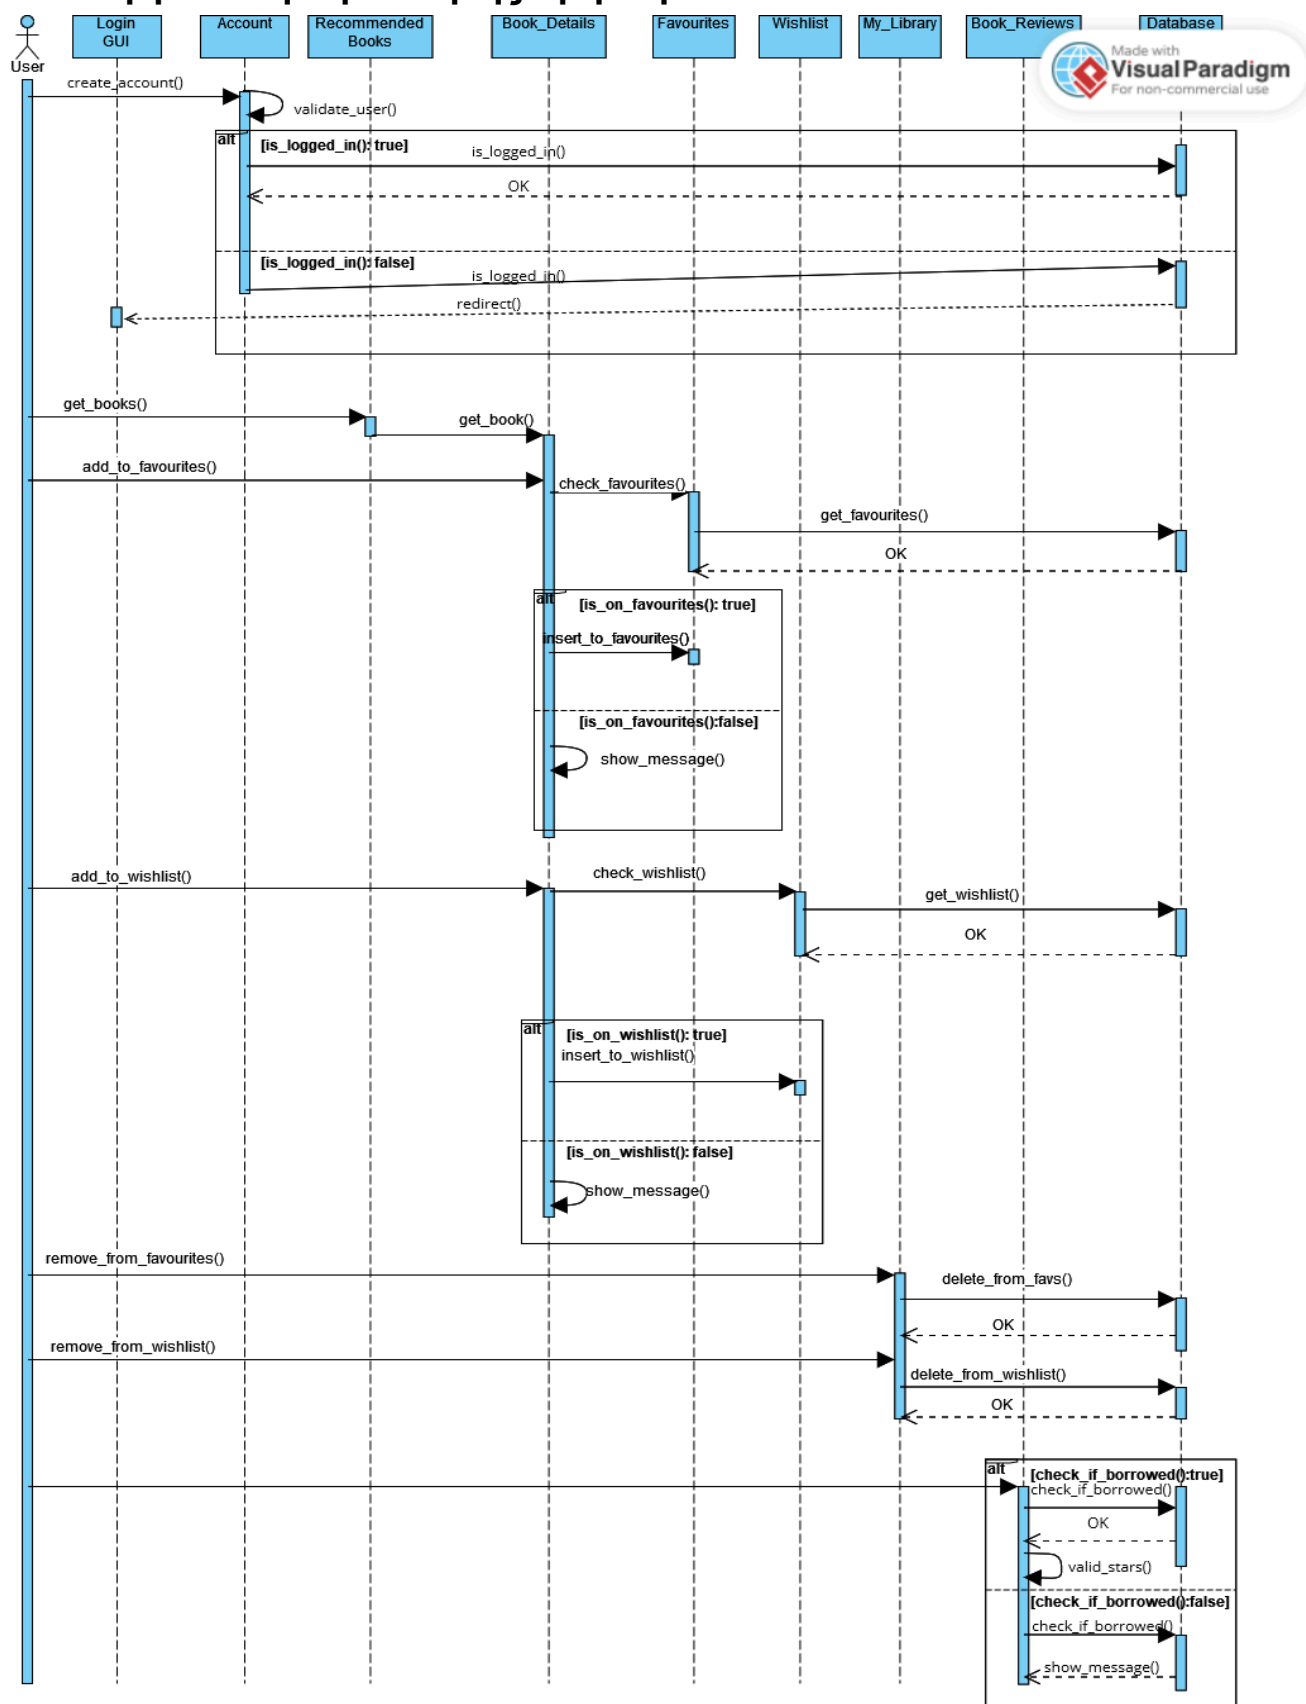 Login
GUI
Account
Recommended
Books
Book_Details
Favourites
Wishlist
My_Library
Book_Reviews
Database
Made with
Visual Paradigm
For non-commercial use
User
create_account()
validate_user()
alt
[is_logged_in(): true]
is_logged_in()
OK
[is_logged_in(): false]
is_logged_in()
redirect()
get_books()
get_book()
add_to_favourites()
check_favourites()
get_favourites()
OK
alt
[is_on_favourites(): true]
insert_to_favourites()
[is_on_favourites():false]
show_message()
add_to_wishlist()
check_wishlist()
get_wishlist()
OK
alt
[is_on_wishlist(): true]
insert_to_wishlist()
[is_on_wishlist(): false]
show_message()
remove_from_favourites()
delete_from_favs()
OK
remove_from_wishlist()
delete_from_wishlist()
OK
alt
[check_if_borrowed():true]
check_if_borrowed()
OK
valid_stars()
[check_if_borrowed():false]
check_if_borrowed()
show_message()